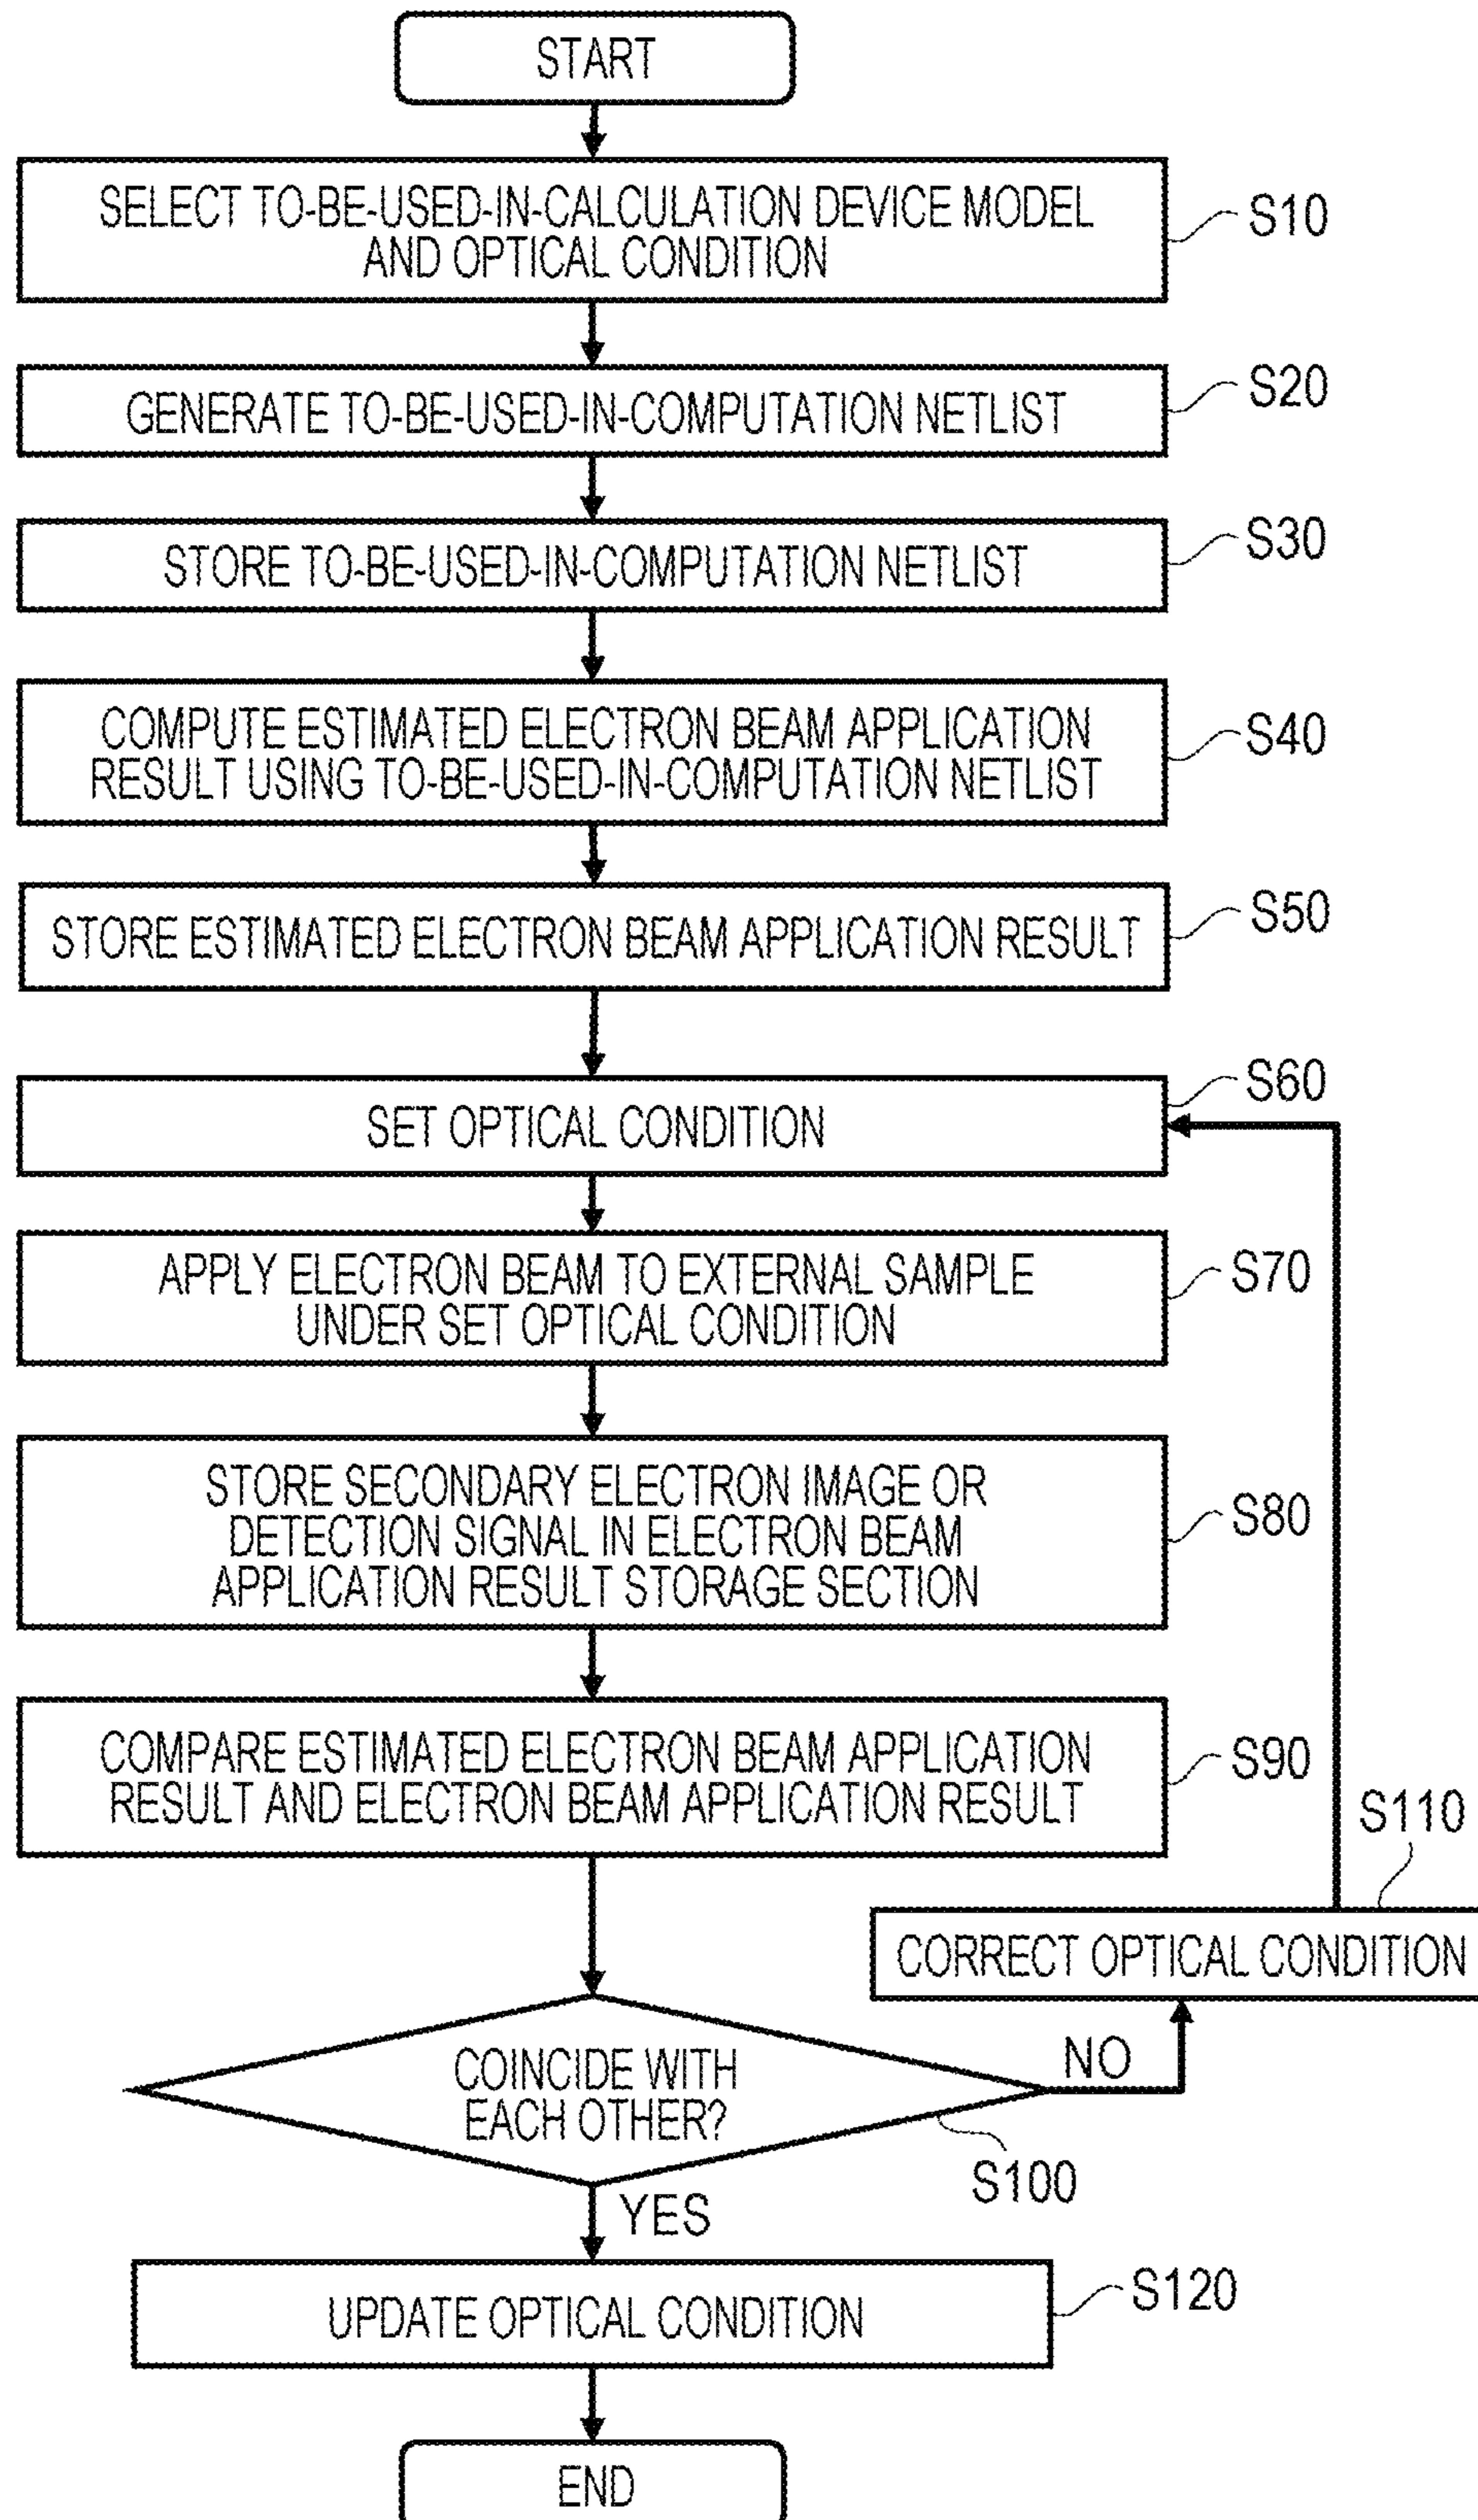 START
SELECT TO-BE-USED-IN-CALCULATION DEVICE MODEL
AND OPTICAL CONDITION
S10
GENERATE TO-BE-USED-IN-COMPUTATION NETLIST
S20
STORE TO-BE-USED-IN-COMPUTATION NETLIST
S30
COMPUTE ESTIMATED ELECTRON BEAM APPLICATION
RESULT USING TO-BE-USED-IN-COMPUTATION NETLIST
S40
STORE ESTIMATED ELECTRON BEAM APPLICATION RESULT
S50
SET OPTICAL CONDITION
S60
APPLY ELECTRON BEAM TO EXTERNAL SAMPLE
UNDER SET OPTICAL CONDITION
S70
STORE SECONDARY ELECTRON IMAGE OR
DETECTION SIGNAL IN ELECTRON BEAM
APPLICATION RESULT STORAGE SECTION
S80
COMPARE ESTIMATED ELECTRON BEAM APPLICATION
RESULT AND ELECTRON BEAM APPLICATION RESULT
S90
S110
CORRECT OPTICAL CONDITION
COINCIDE WITH
EACH OTHER?
NO
S100
YES
UPDATE OPTICAL CONDITION
S120
END